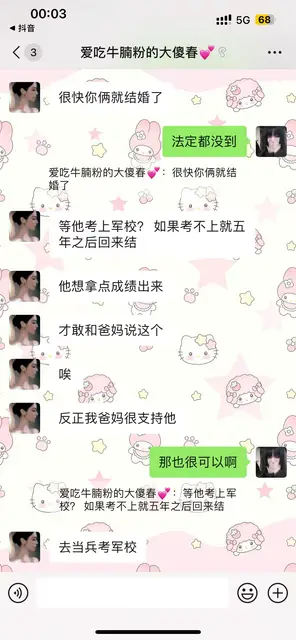 00:03
5G 68
抖音
3
爱吃牛腩粉的大傻春💕
很快你俩就结婚了
法定都没到
爱吃牛腩粉的大傻春💕：很快你俩就结
婚了
等他考上军校？ 如果考不上就五
年之后回来结
他想拿点成绩出来
才敢和爸妈说这个
唉
反正我爸妈很支持他
那也很可以啊
爱吃牛腩粉的大傻春💕：等他考上军
校？ 如果考不上就五年之后回来结
去当兵考军校